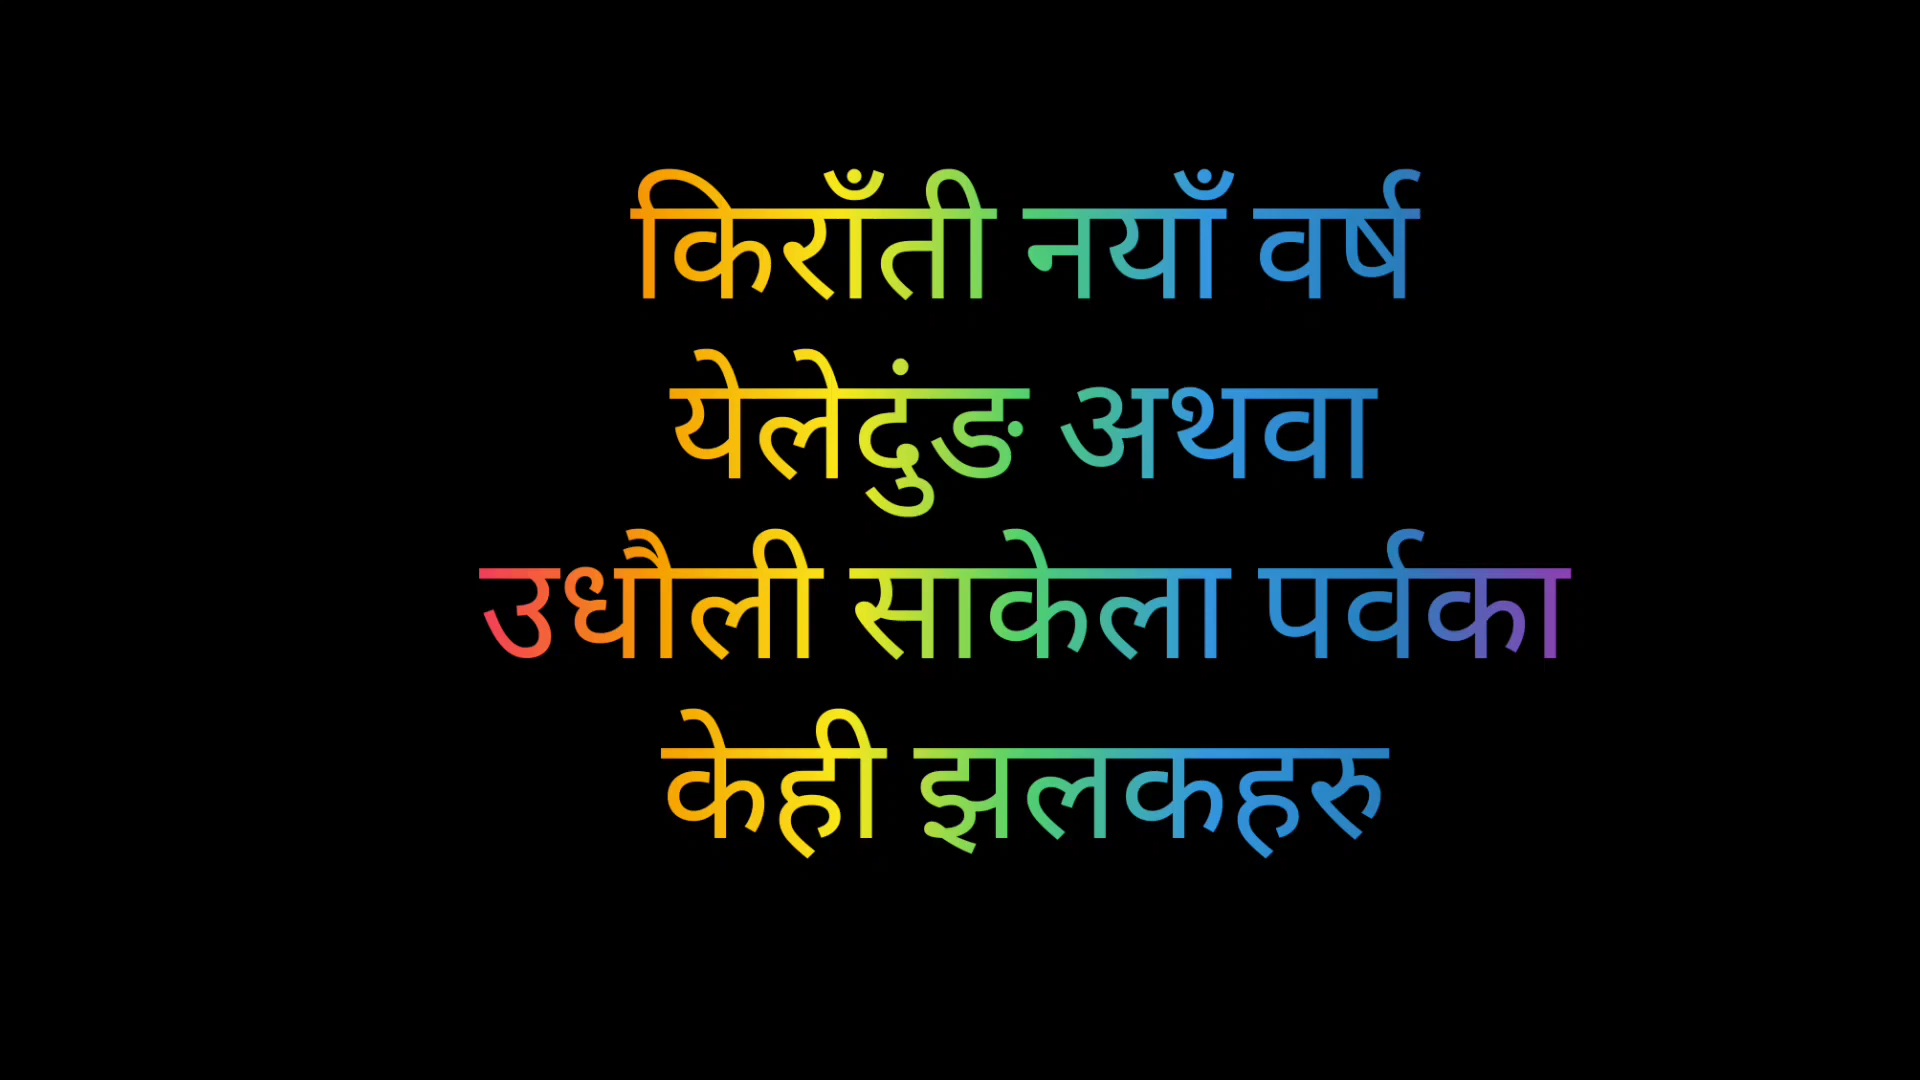 किराँती नयाँ वर्ष
येलेदुंङ अथवा
उधौली साकेला पर्वका
केही झलकहरु